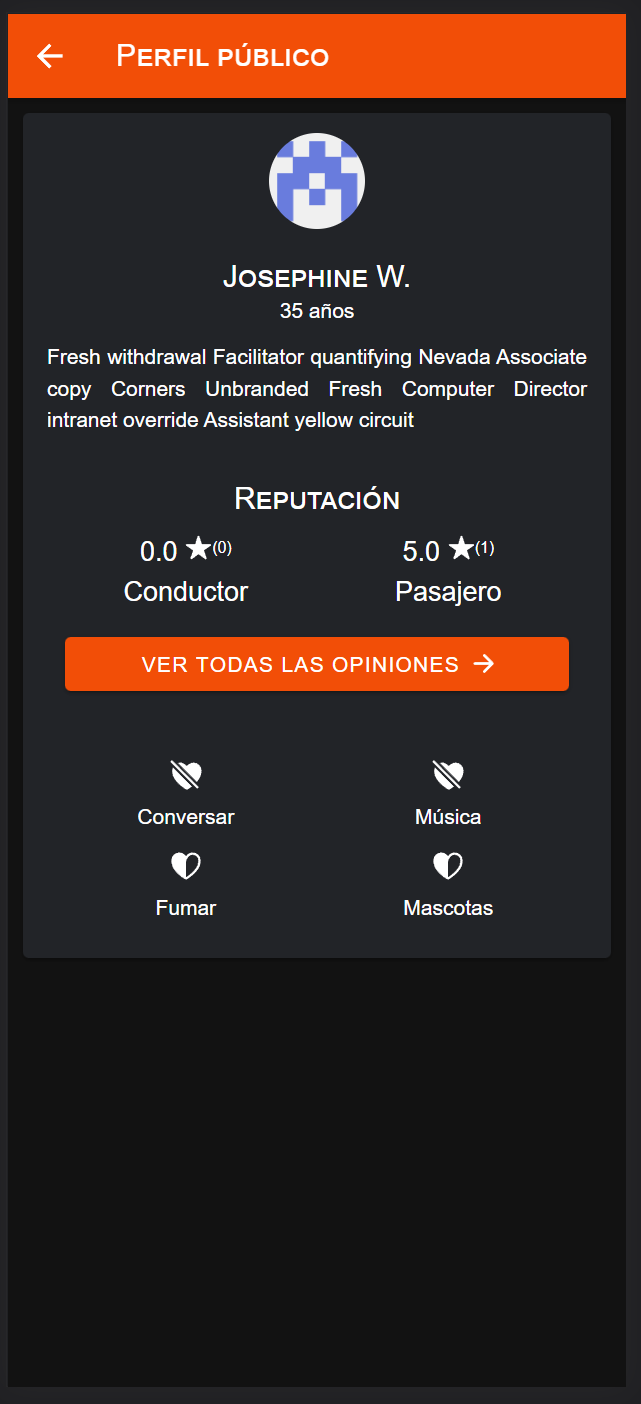 Perfil público
Josephine W.
35 años
Fresh withdrawal Facilitator quantifying Nevada Associate
copy Corners Unbranded Fresh Computer Director
intranet override Assistant yellow circuit
Reputación
0.0 ★(0) 5.0 ★(1)
Conductor Pasajero
VER TODAS LAS OPINIONES →
Conversar Música
Fumar Mascotas